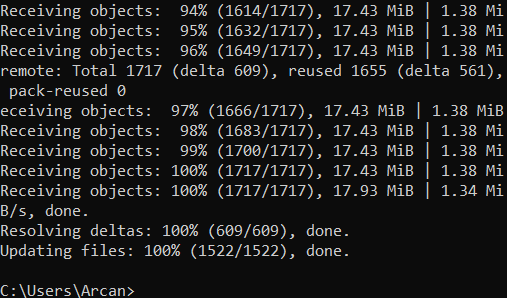 Receiving objects:  94% (1614/1717), 17.43 MiB | 1.38 Mi
Receiving objects:  95% (1632/1717), 17.43 MiB | 1.38 Mi
Receiving objects:  96% (1649/1717), 17.43 MiB | 1.38 Mi
remote: Total 1717 (delta 609), reused 1655 (delta 561),
 pack-reused 0
eceiving objects:  97% (1666/1717), 17.43 MiB | 1.38 MiB
Receiving objects:  98% (1683/1717), 17.43 MiB | 1.38 Mi
Receiving objects:  99% (1700/1717), 17.43 MiB | 1.38 Mi
Receiving objects: 100% (1717/1717), 17.43 MiB | 1.38 Mi
Receiving objects: 100% (1717/1717), 17.93 MiB | 1.34 Mi
B/s, done.
Resolving deltas: 100% (609/609), done.
Updating files: 100% (1522/1522), done.
C:\Users\Arcan>